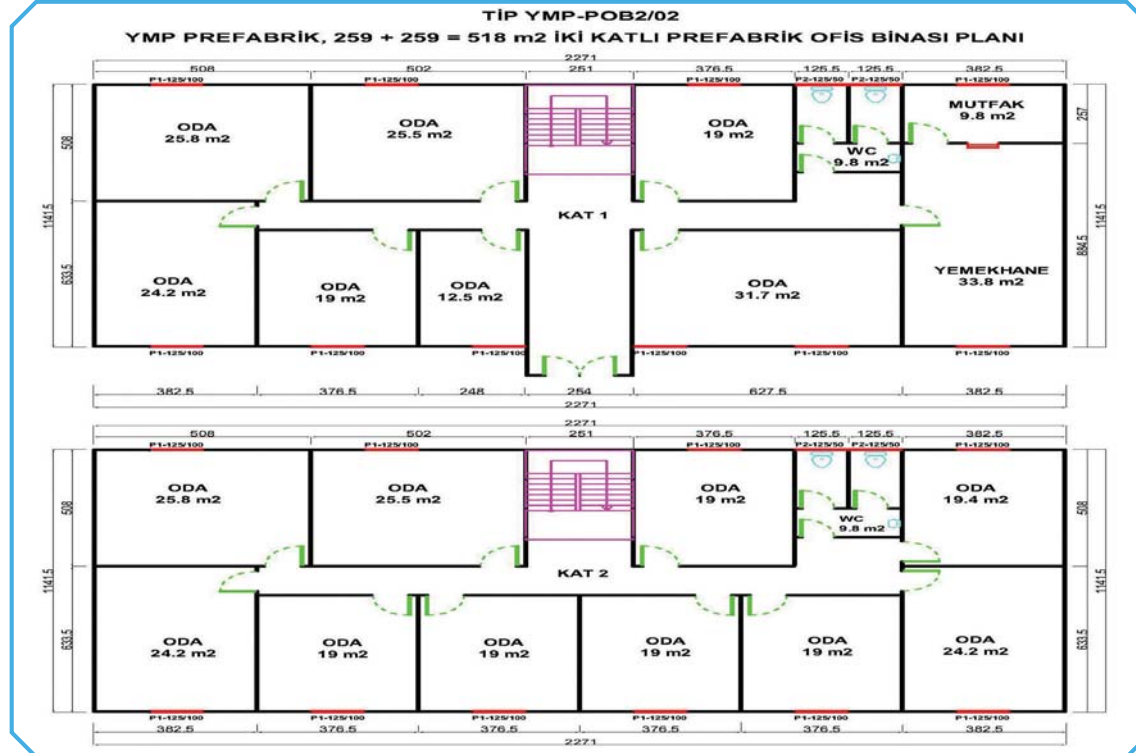 TİP YMP-POB2/02
YMP PREFABRİK, 259 + 259 = 518 m2 İKİ KATLI PREFABRİK OFİS BİNASI PLANI
2271
508 502 251 376.5 125.5 125.5 382.5
P1-125/100 P1-125/100 P1-125/100 P2-125/50 P2-125/50 P1-125/100
ODA
25.8 m2
ODA
25.5 m2
ODA
19 m2
MUTFAK
9.8 m2
WC
9.8 m2
508
1141.5
633.5
257
1141.5
884.5
KAT 1
ODA
24.2 m2
ODA
19 m2
ODA
12.5 m2
ODA
31.7 m2
YEMEKHANE
33.8 m2
P1-125/100 P1-125/100 P1-125/100 P1-125/100 P1-125/100 P1-125/100
382.5 376.5 248 254 627.5 382.5
2271
2271
508 502 251 376.5 125.5 125.5 382.5
P1-125/100 P1-125/100 P1-125/100 P2-125/50 P2-125/50 P1-125/100
ODA
25.8 m2
ODA
25.5 m2
ODA
19 m2
ODA
19.4 m2
WC
9.8 m2
508
1141.5
633.5
508
1141.5
633.5
KAT 2
ODA
24.2 m2
ODA
19 m2
ODA
19 m2
ODA
19 m2
ODA
19 m2
ODA
24.2 m2
P1-125/100 P1-125/100 P1-125/100 P1-125/100 P1-125/100 P1-125/100
382.5 376.5 376.5 376.5 376.5 382.5
2271